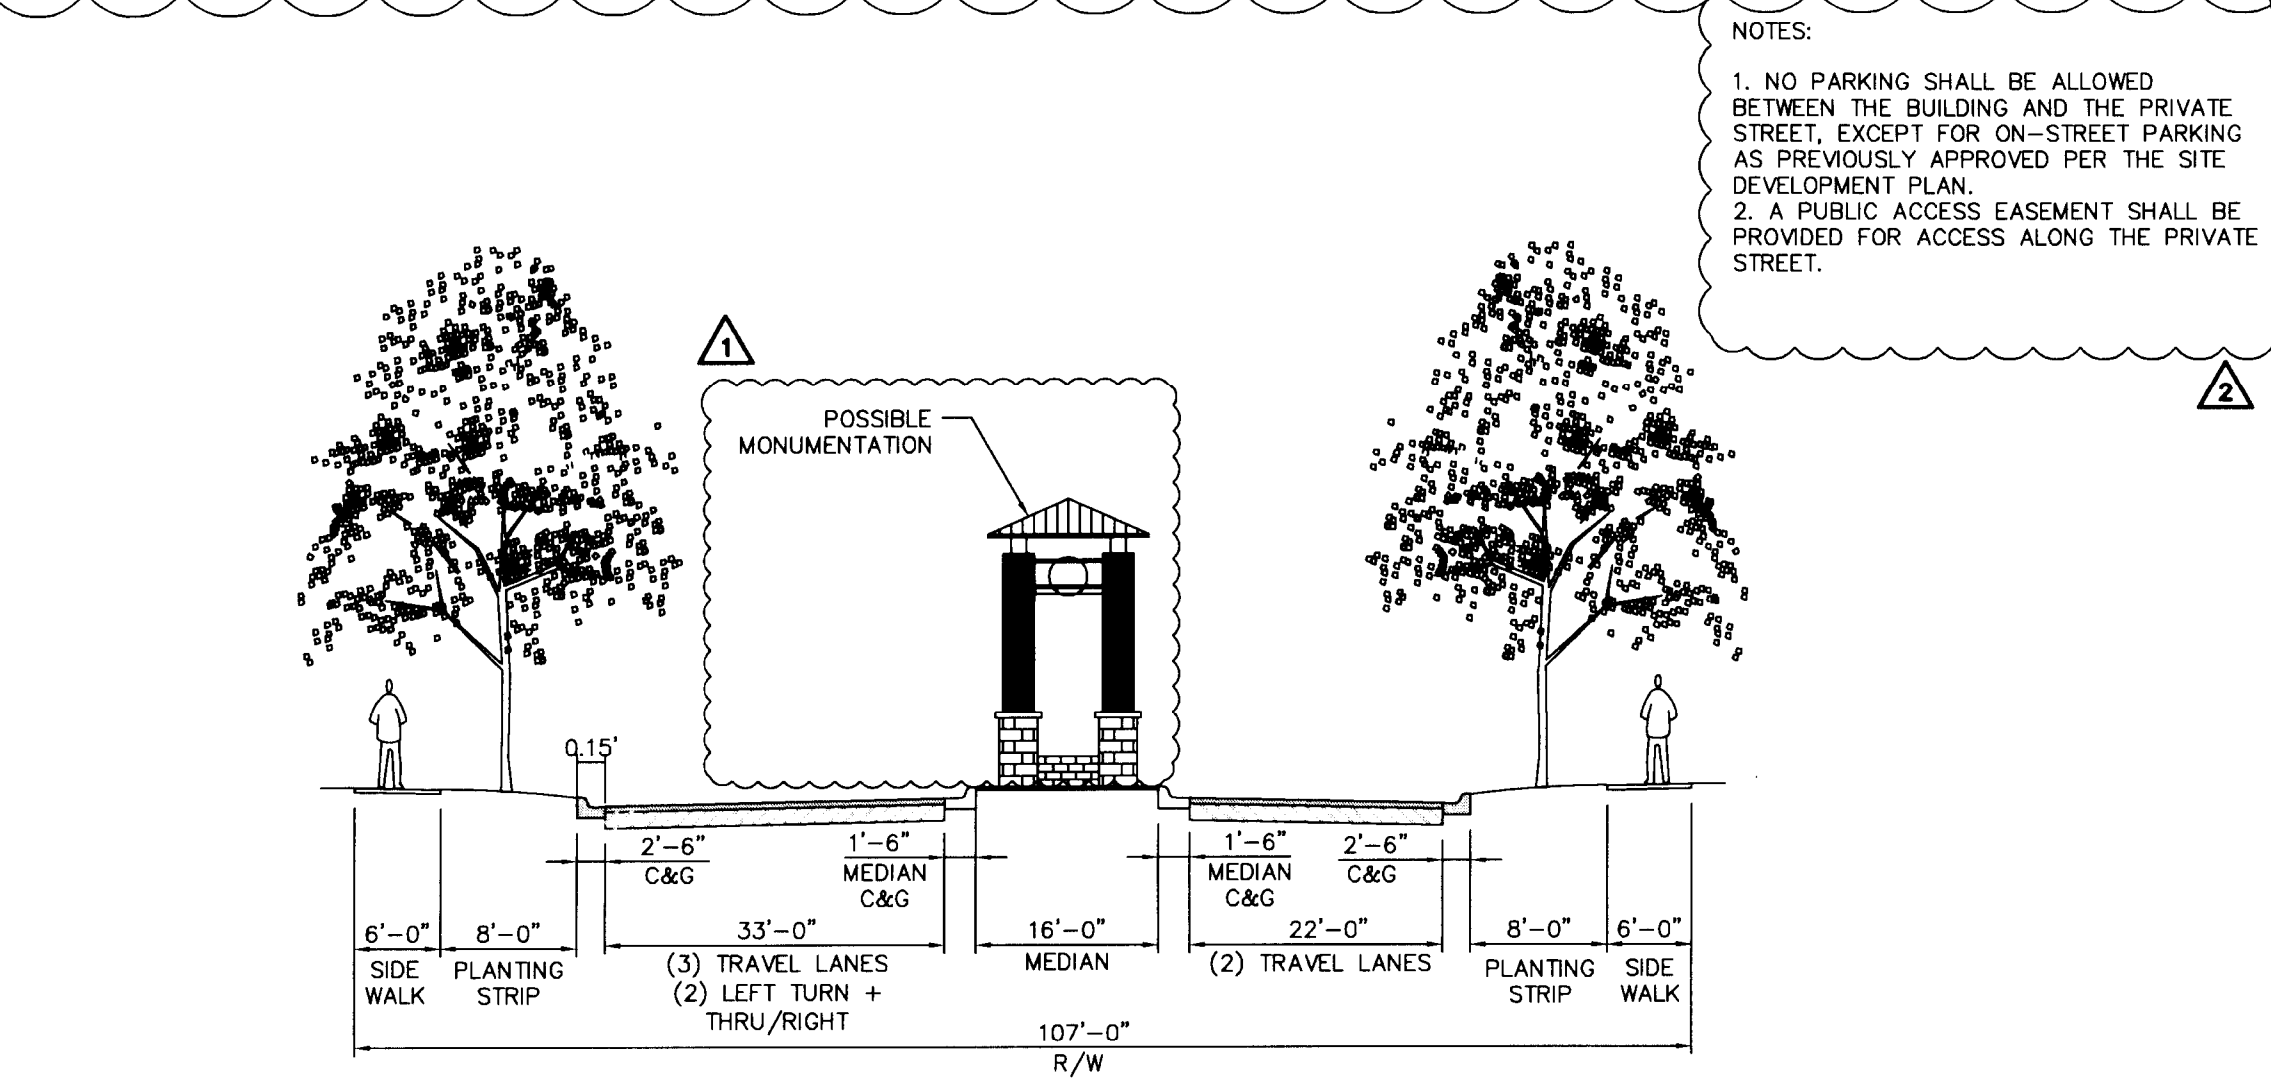 NOTES:
1. NO PARKING SHALL BE ALLOWED
BETWEEN THE BUILDING AND THE PRIVATE
STREET, EXCEPT FOR ON-STREET PARKING
AS PREVIOUSLY APPROVED PER THE SITE
DEVELOPMENT PLAN.
2. A PUBLIC ACCESS EASEMENT SHALL BE
PROVIDED FOR ACCESS ALONG THE PRIVATE
STREET.
1
2
POSSIBLE
MONUMENTATION
0.15'
2'-6"
C&G
1'-6"
MEDIAN
C&G
1'-6"
MEDIAN
C&G
2'-6"
C&G
6'-0"
SIDE
WALK
8'-0"
PLANTING
STRIP
33'-0"
(3) TRAVEL LANES
(2) LEFT TURN +
THRU/RIGHT
16'-0"
MEDIAN
22'-0"
(2) TRAVEL LANES
8'-0"
PLANTING
STRIP
6'-0"
SIDE
WALK
107'-0"
R/W